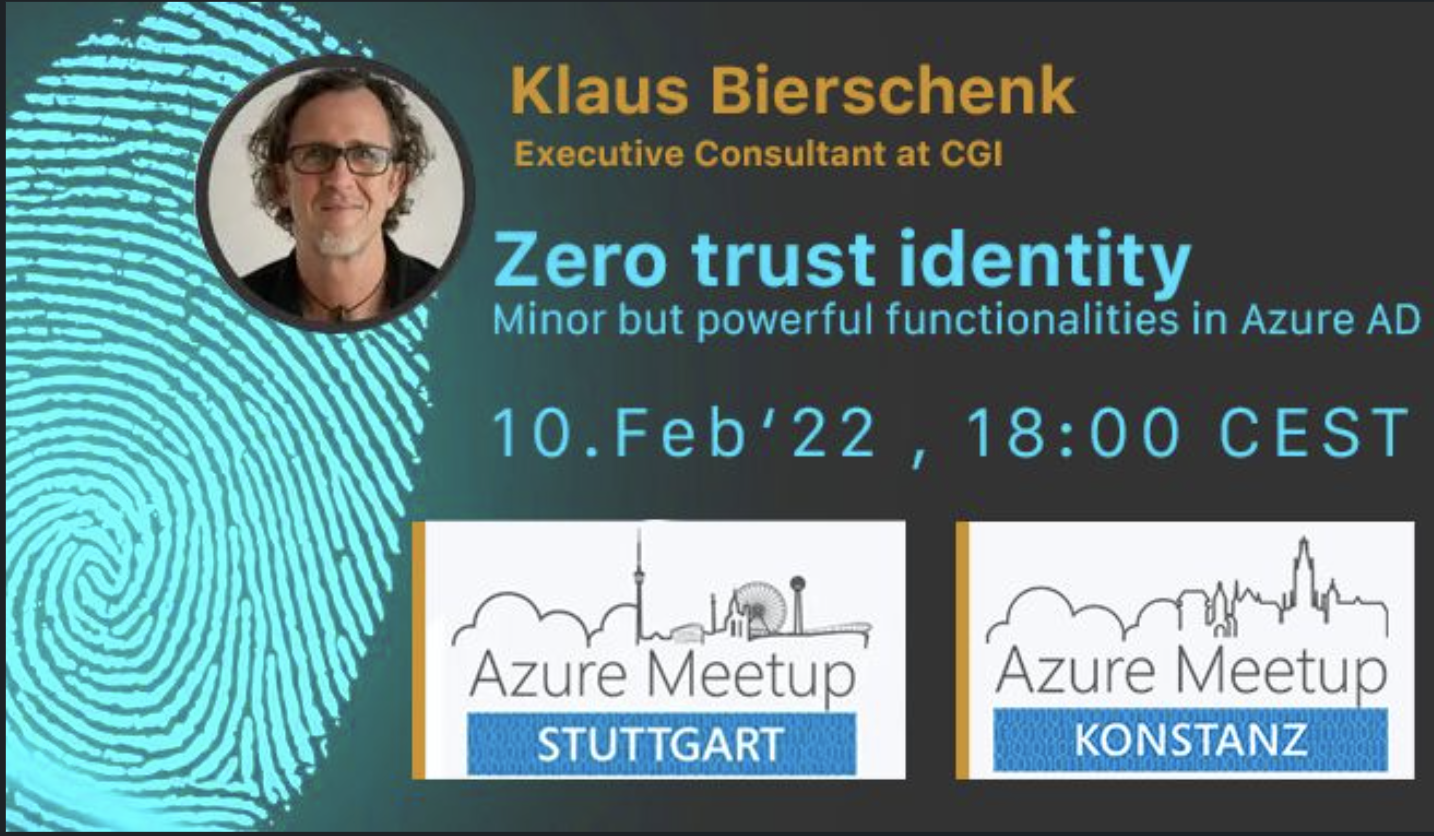 Klaus Bierschenk
Executive Consultant at CGI
Zero trust identity
Minor but powerful functionalities in Azure AD
10.Feb‘22 , 18:00 CEST
Azure Meetup
STUTTGART
Azure Meetup
KONSTANZ